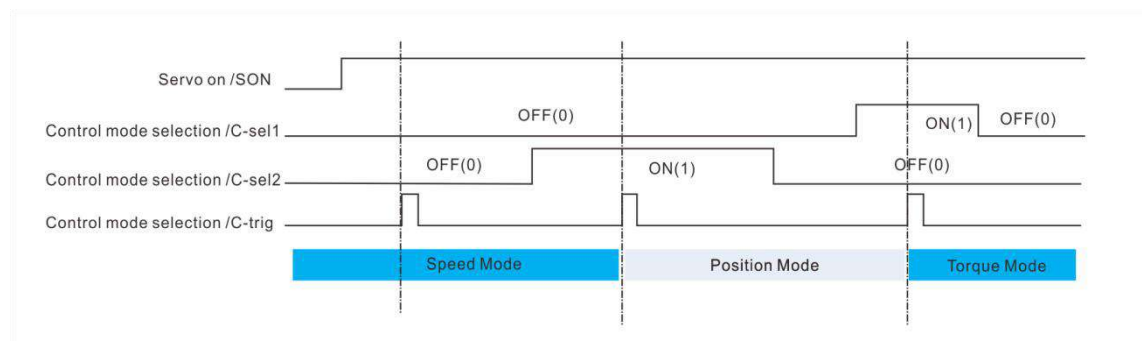 Servo on /SON
OFF(0)
Control mode selection /C-sel1
ON(1)
OFF(0)
OFF(0)
ON(1)
OFF(0)
Control mode selection /C-sel2
Control mode selection /C-trig
Speed Mode
Position Mode
Torque Mode